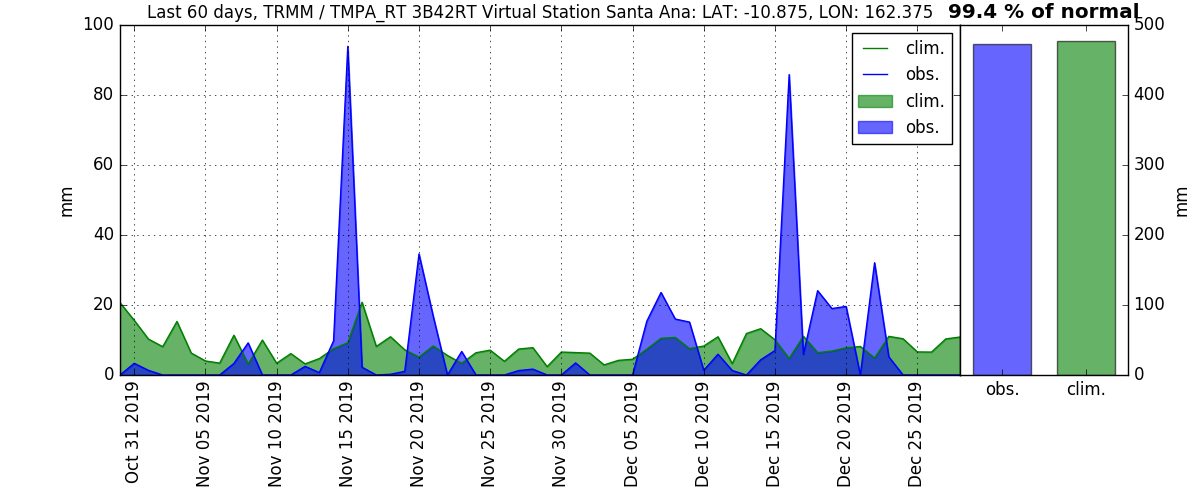 Last 60 days, TRMM / TMPA_RT 3B42RT Virtual Station Santa Ana: LAT: -10.875, LON: 162.375
99.4 % of normal
100
80
60
40
20
0
mm
clim.
obs.
clim.
obs.
500
400
300
200
100
0
mm
obs.
clim.
Oct 31 2019
Nov 05 2019
Nov 10 2019
Nov 15 2019
Nov 20 2019
Nov 25 2019
Nov 30 2019
Dec 05 2019
Dec 10 2019
Dec 15 2019
Dec 20 2019
Dec 25 2019